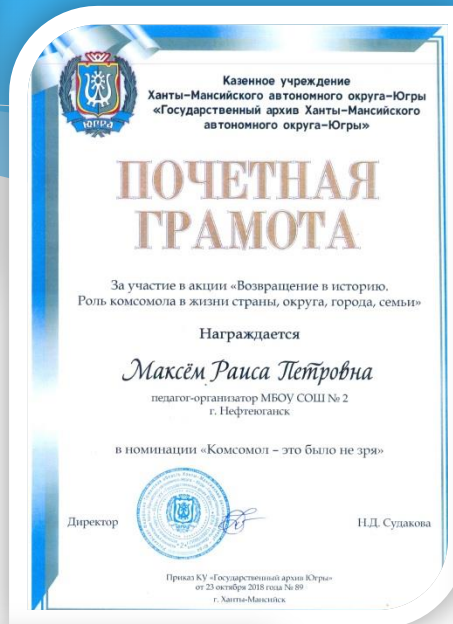 ЮГРА
Казенное учреждение
Ханты-Мансийского автономного округа-Югры
«Государственный архив Ханты-Мансийского
автономного округа-Югры»
ПОЧЕТНАЯ
ГРАМОТА
За участие в акции «Возвращение в историю.
Роль комсомола в жизни страны, округа, города, семьи»
Награждается
Максём Раиса Петровна
педагог-организатор МБОУ СОШ № 2
г. Нефтеюганск
в номинации «Комсомол – это было не зря»
Директор
Н.Д. Судакова
Приказ КУ «Государственный архив Югры»
от 23 октября 2018 года № 89
г. Ханты-Мансийск